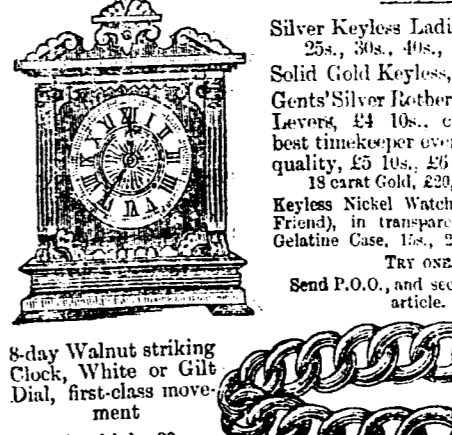 Silver Keyless Ladi
25s., 30s., 40s.,
Solid Gold Keyless,
Gents' Silver Rother
Levers, £4 10s.. c
best timekeeper ever
quality, £5 10s., £6
18 carat Gold, £20,
Keyless Nickel Watch
Friend), in transpare
Gelatine Case, 15s., 2
TRY ONE
Send P.O.O., and sec
article.
8-day Walnut striking
Clock, White or Gilt
Dial, first-class move-
ment